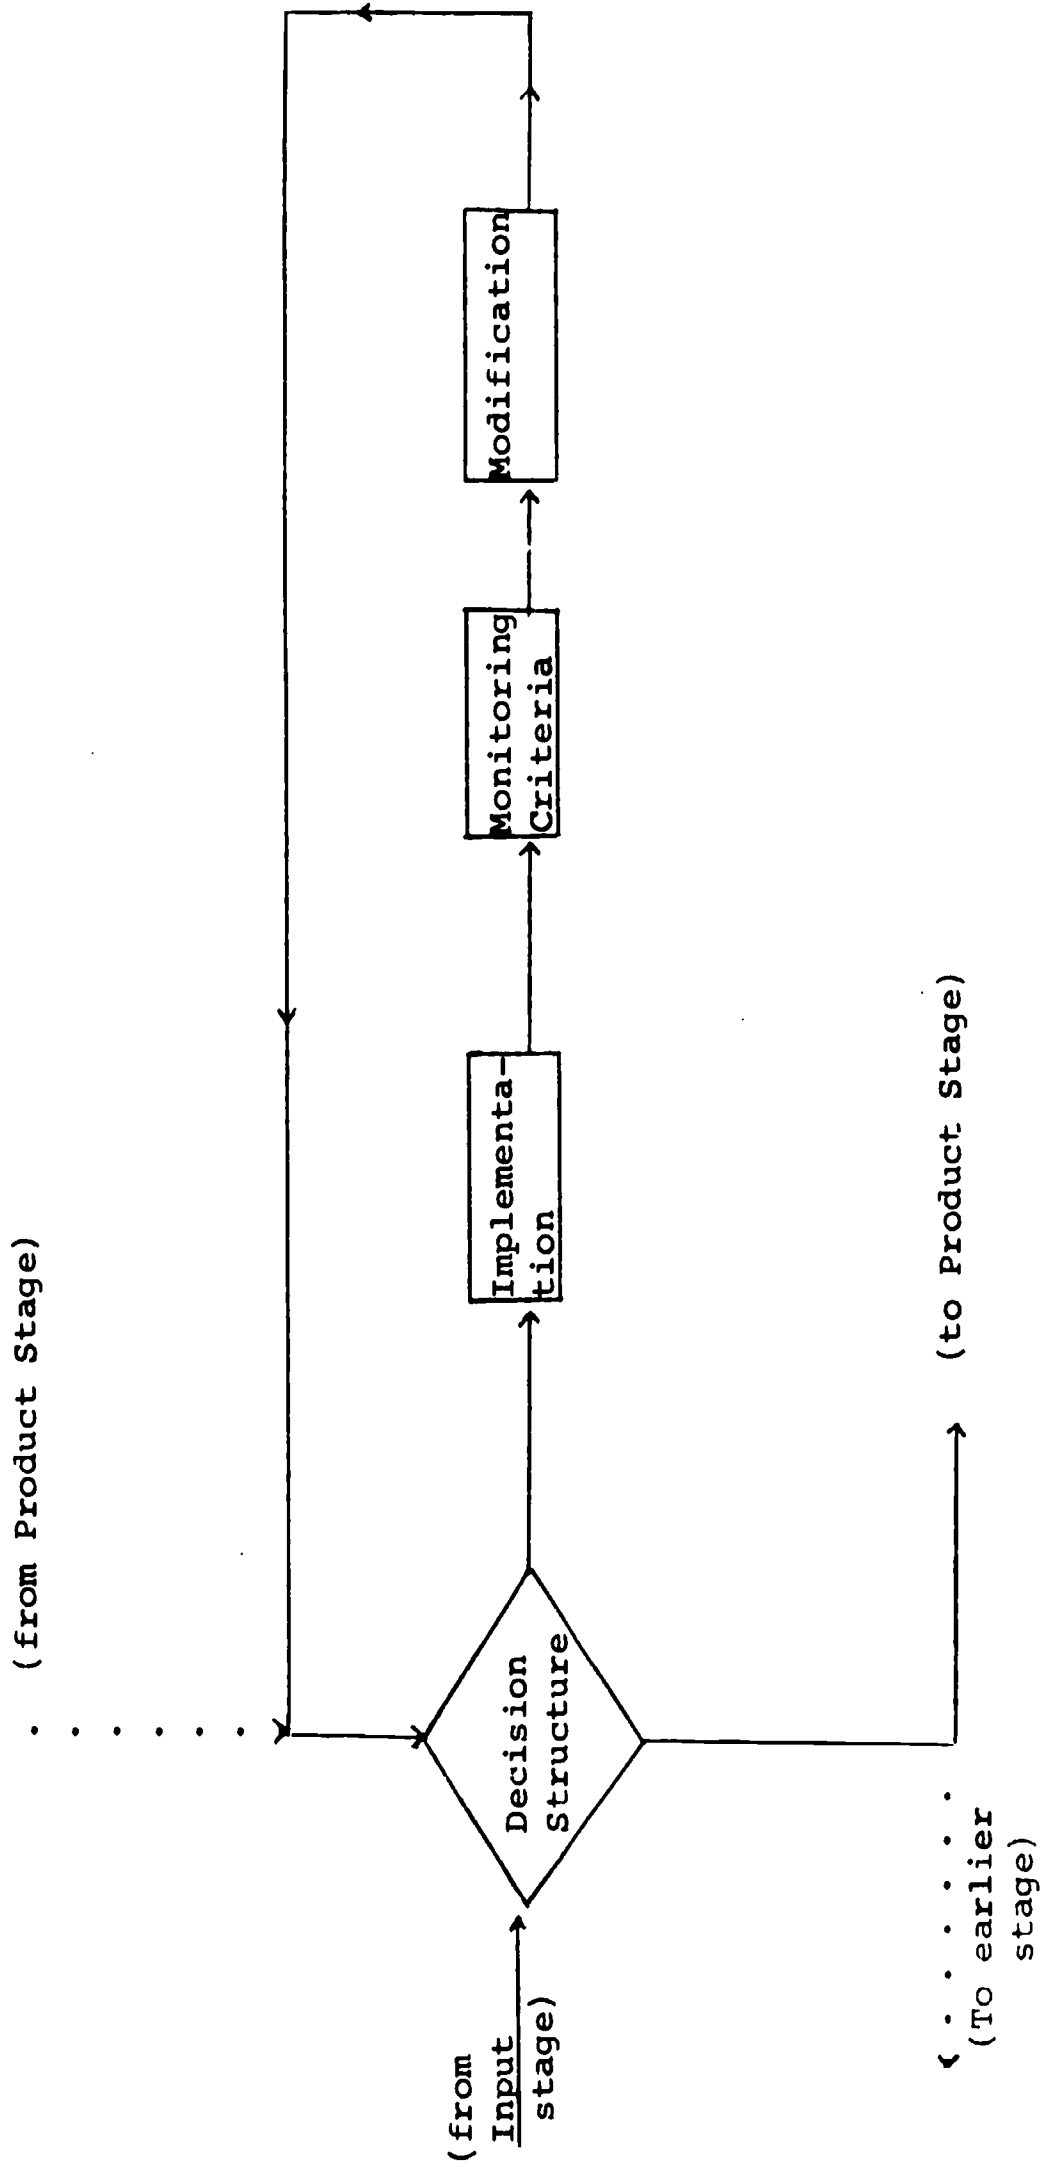 (from Product Stage)
(from
Input
stage)
Decision
Structure
Implementa-
tion
Monitoring
Criteria
Modification
(to Product Stage)
(To earlier
stage)